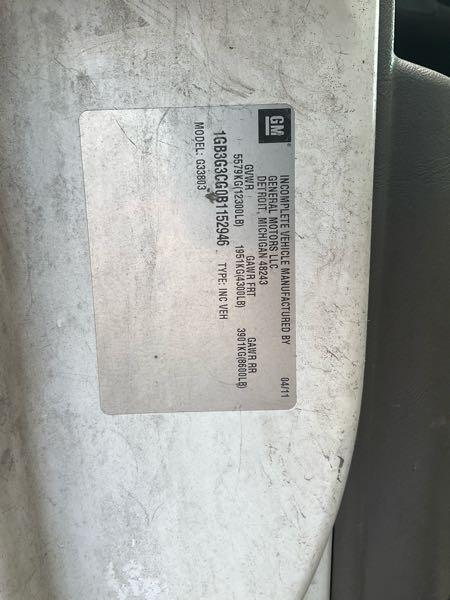 GM
INCOMPLETE VEHICLE MANUFACTURED BY
GENERAL MOTORS LLC
DETROIT, MICHIGAN 48243
04/11
GVWR GAWR FRT GAWR RR
5579KG(12300LB) 1951KG(4300LB) 3901KG(8600LB)
1GB3G3CG0B1152946 TYPE: INC VEH
MODEL: G33803